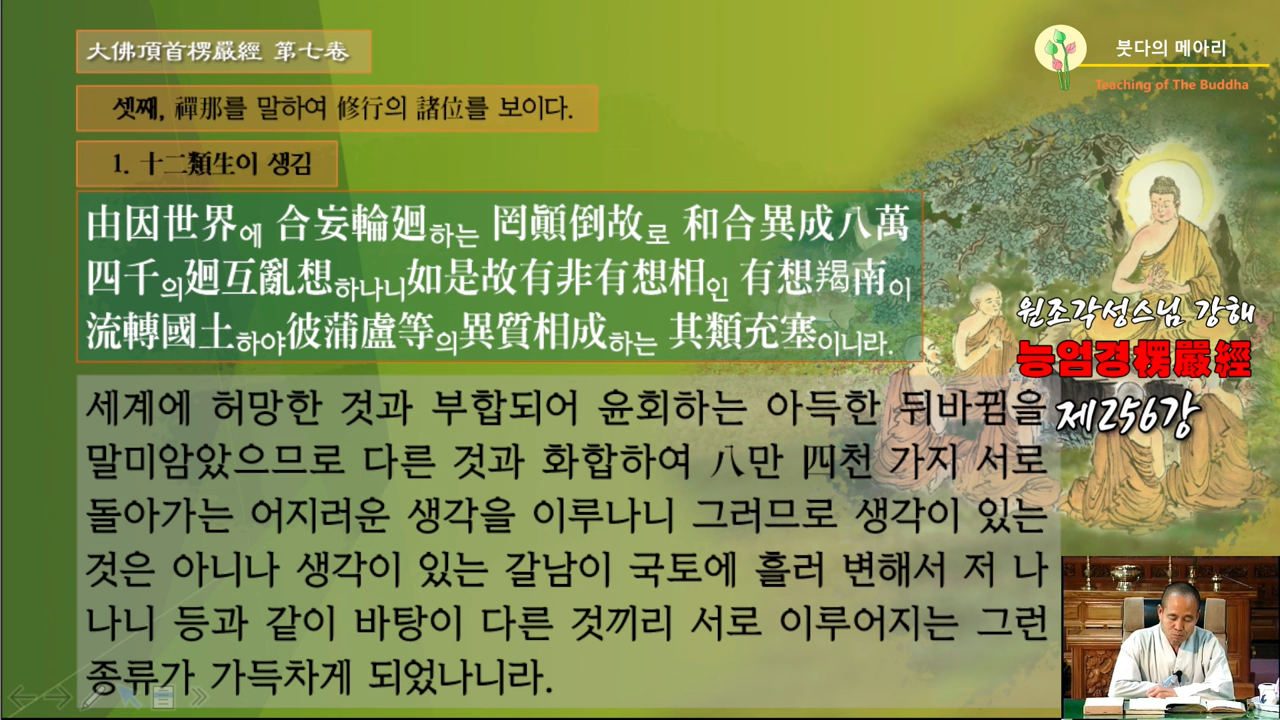 大佛頂首楞嚴經 第七卷
셋째, 禪那를 말하여 修行의 諸位를 보이다.
1. 十二類生이 생김
由因世界에 合妄輪廻하는 罔顚倒故로 和合異成八萬
四千의廻互亂想하나니如是故有非有想相인 有想羯南이
流轉國土하야彼蒲盧等의異質相成하는 其類充塞이니라.
세계에 허망한 것과 부합되어 윤회하는 아득한 뒤바뀜을
말미암았으므로 다른 것과 화합하여 八만 四천 가지 서로
돌아가는 어지러운 생각을 이루나니 그러므로 생각이 있는
것은 아니나 생각이 있는 갈남이 국토에 흘러 변해서 저 나
나니 등과 같이 바탕이 다른 것끼리 서로 이루어지는 그런
종류가 가득차게 되었나니라.
붓다의 메아리
Teaching of The Buddha
원조각성스님 강해
능엄경楞嚴經
제256강